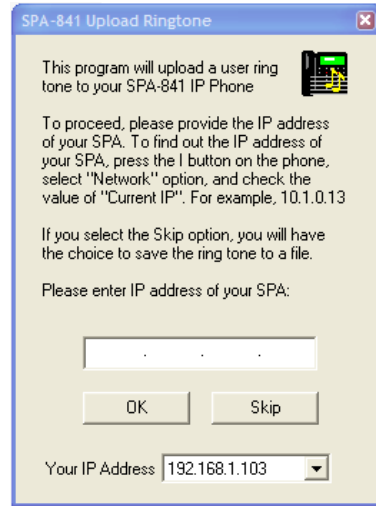 SPA-841 Upload Ringtone
This program will upload a user ring
tone to your SPA-841 IP Phone
To proceed, please provide the IP address
of your SPA. To find out the IP address of
your SPA, press the I button on the phone,
select "Network" option, and check the
value of "Current IP". For example, 10.1.0.13
If you select the Skip option, you will have
the choice to save the ring tone to a file.
Please enter IP address of your SPA:
. . .
OK Skip
Your IP Address 192.168.1.103